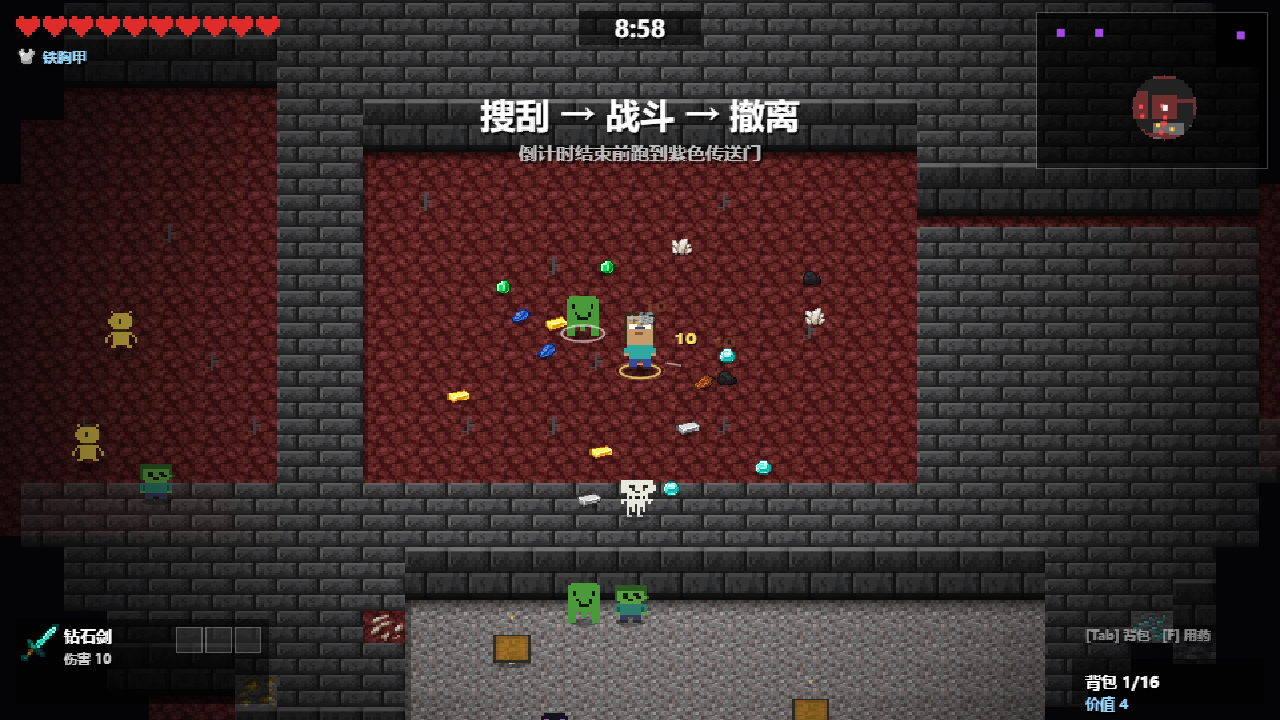 8:58
铁胸甲
搜刮 → 战斗 → 撤离
倒计时结束前跑到紫色传送门
10
钻石剑
伤害 10
[Tab] 背包 [F] 用药
背包 1/16
价值 4